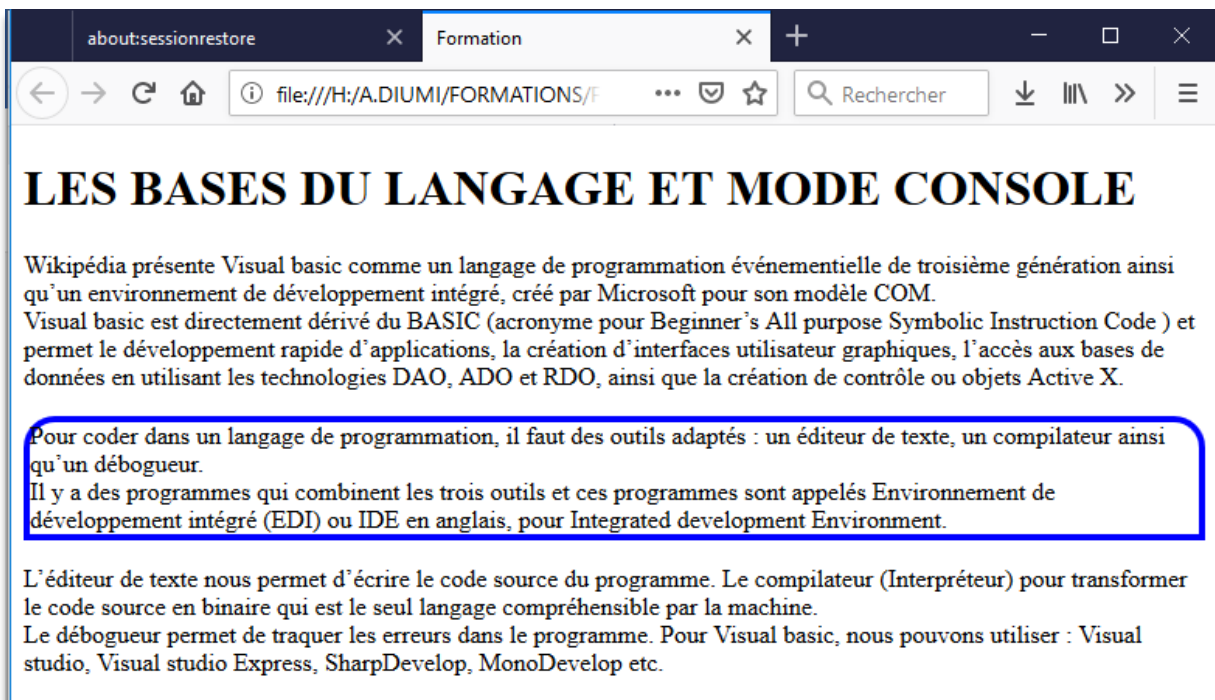 about:sessionrestore
Formation
file:///H:/A.DIUMI/FORMATIONS/F
Rechercher
LES BASES DU LANGAGE ET MODE CONSOLE
Wikipédia présente Visual basic comme un langage de programmation événementielle de troisième génération ainsi
qu’un environnement de développement intégré, créé par Microsoft pour son modèle COM.
Visual basic est directement dérivé du BASIC (acronyme pour Beginner’s All purpose Symbolic Instruction Code ) et
permet le développement rapide d’applications, la création d’interfaces utilisateur graphiques, l’accès aux bases de
données en utilisant les technologies DAO, ADO et RDO, ainsi que la création de contrôle ou objets Active X.
Pour coder dans un langage de programmation, il faut des outils adaptés : un éditeur de texte, un compilateur ainsi
qu’un débogueur.
Il y a des programmes qui combinent les trois outils et ces programmes sont appelés Environnement de
développement intégré (EDI) ou IDE en anglais, pour Integrated development Environment.
L’éditeur de texte nous permet d’écrire le code source du programme. Le compilateur (Interpréteur) pour transformer
le code source en binaire qui est le seul langage compréhensible par la machine.
Le débogueur permet de traquer les erreurs dans le programme. Pour Visual basic, nous pouvons utiliser : Visual
studio, Visual studio Express, SharpDevelop, MonoDevelop etc.